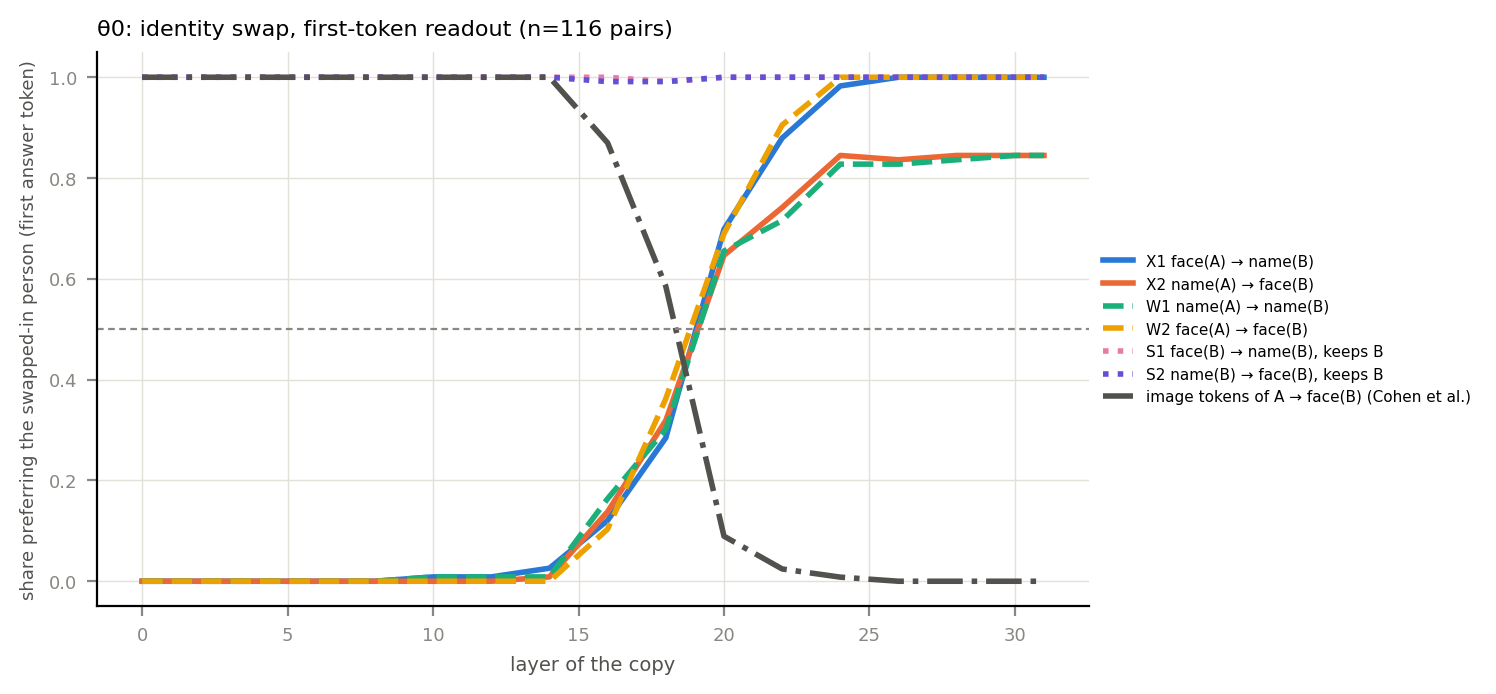 θ0: identity swap, first-token readout (n=116 pairs)
share preferring the swapped-in person (first answer token)
1.0
0.8
0.6
0.4
0.2
0.0
0 5 10 15 20 25 30
layer of the copy
X1 face(A) → name(B)
X2 name(A) → face(B)
W1 name(A) → name(B)
W2 face(A) → face(B)
S1 face(B) → name(B), keeps B
S2 name(B) → face(B), keeps B
image tokens of A → face(B) (Cohen et al.)